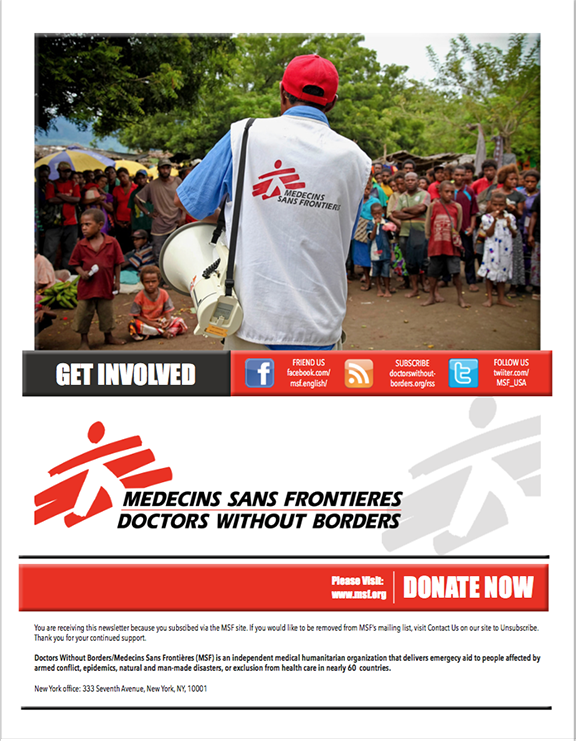 MEDECINS
SANS FRONTIERES
GET INVOLVED
FRIEND US
facebook.com/
msf.english/
SUBSCRIBE
doctorswithout-
borders.org/rss
FOLLOW US
twiiter.com/
MSF_USA
MEDECINS SANS FRONTIERES
DOCTORS WITHOUT BORDERS
Please Visit:
www.msf.org
DONATE NOW
You are receiving this newsletter because you subscibed via the MSF site. If you would like to be removed from MSF's mailing list, visit Contact Us on our site to Unsubscribe.
Thank you for your continued support.
Doctors Without Borders/Medecins Sans Frontières (MSF) is an independent medical humanitarian organization that delivers emergecy aid to people affected by
armed conflict, epidemics, natural and man-made disasters, or exclusion from health care in nearly 60 countries.
New York office: 333 Seventh Avenue, New York, NY, 10001